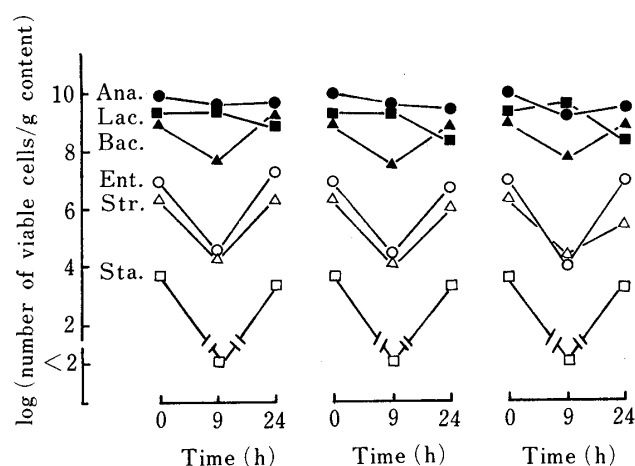 log (number of viable cells/g content)
10
8
6
4
2
<2
Ana.
Lac.
Bac.
Ent.
Str.
Sta.
0 9 24
0 9 24
0 9 24
Time (h)
Time (h)
Time (h)